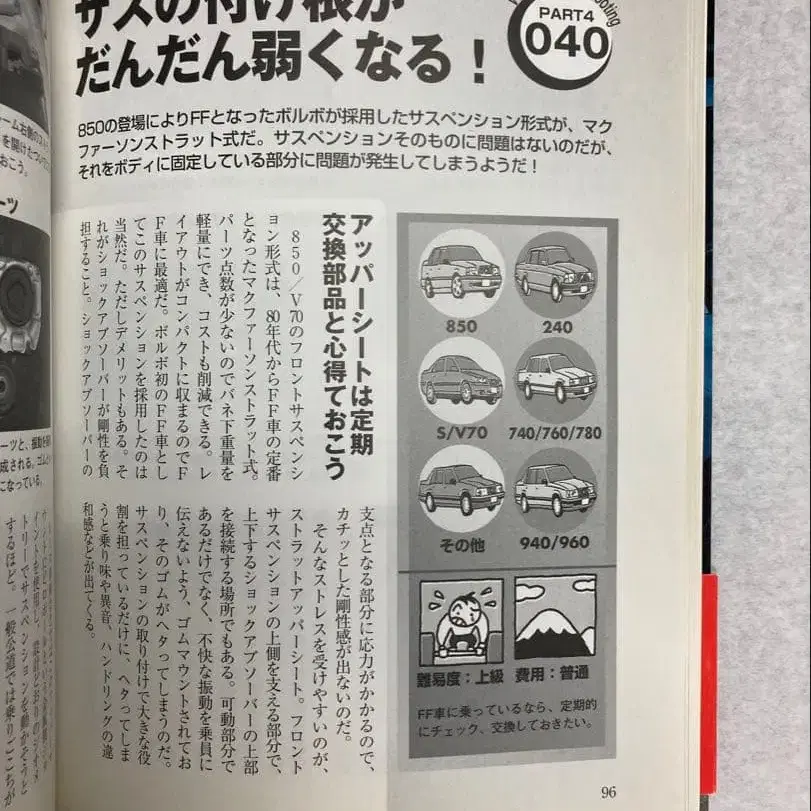 サスの付け根が
だんだん弱くなる！
PART4
040
850の登場によりFFとなったボルボが採用したサスペンション形式が、マク
ファーソンストラット式だ。サスペンションそのものに問題はないのだが、
それをボディに固定している部分に問題が発生してしまうようだ！
アッパーシートは定期
交換部品と心得ておこう
850／V70のフロントサスペンシ
ョン形式は、80年代からFF車の定番
となったマクファーソンストラット式。
パーツ点数が少ないのでバネ下重量を
軽量にでき、コストも削減できる。レ
イアウトがコンパクトに収まるのでF
F車に最適だ。ボルボ初のFF車とし
てこのサスペンションを採用したのは
当然だ。ただしデメリットもある。そ
れがショックアブソーバーが剛性を負
担すること。ショックアブソーバーの
支点となる部分に応力がかかるので、
カチッとした剛性感が出ないのだ。
そんなストレスを受けやすいのが、
ストラットアッパーシート。フロント
サスペンションの上側を支える部分で、
上下するショックアブソーバーの上部
を接続する場所でもある。可動部分で
あるだけでなく、不快な振動を乗員に
伝えないよう、ゴムマウントされてお
り、そのゴムがヘタってしまうのだ。
サスペンションの取り付けで大きな役
割を担っているだけに、ヘタってしま
うと乗り味や異音、ハンドリングの違
和感などが出てくる。
850
240
S/V70
740/760/780
その他
940/960
難易度：上級
費用：普通
FF車に乗っているなら、定期的
にチェック、交換しておきたい。
96